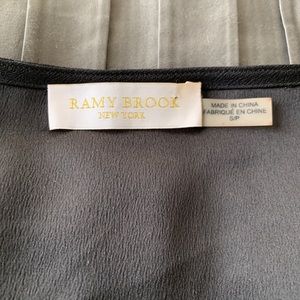 RAMY BROOK
NEW YORK
MADE IN CHINA
FABRIQUÉ EN CHINE
S/P